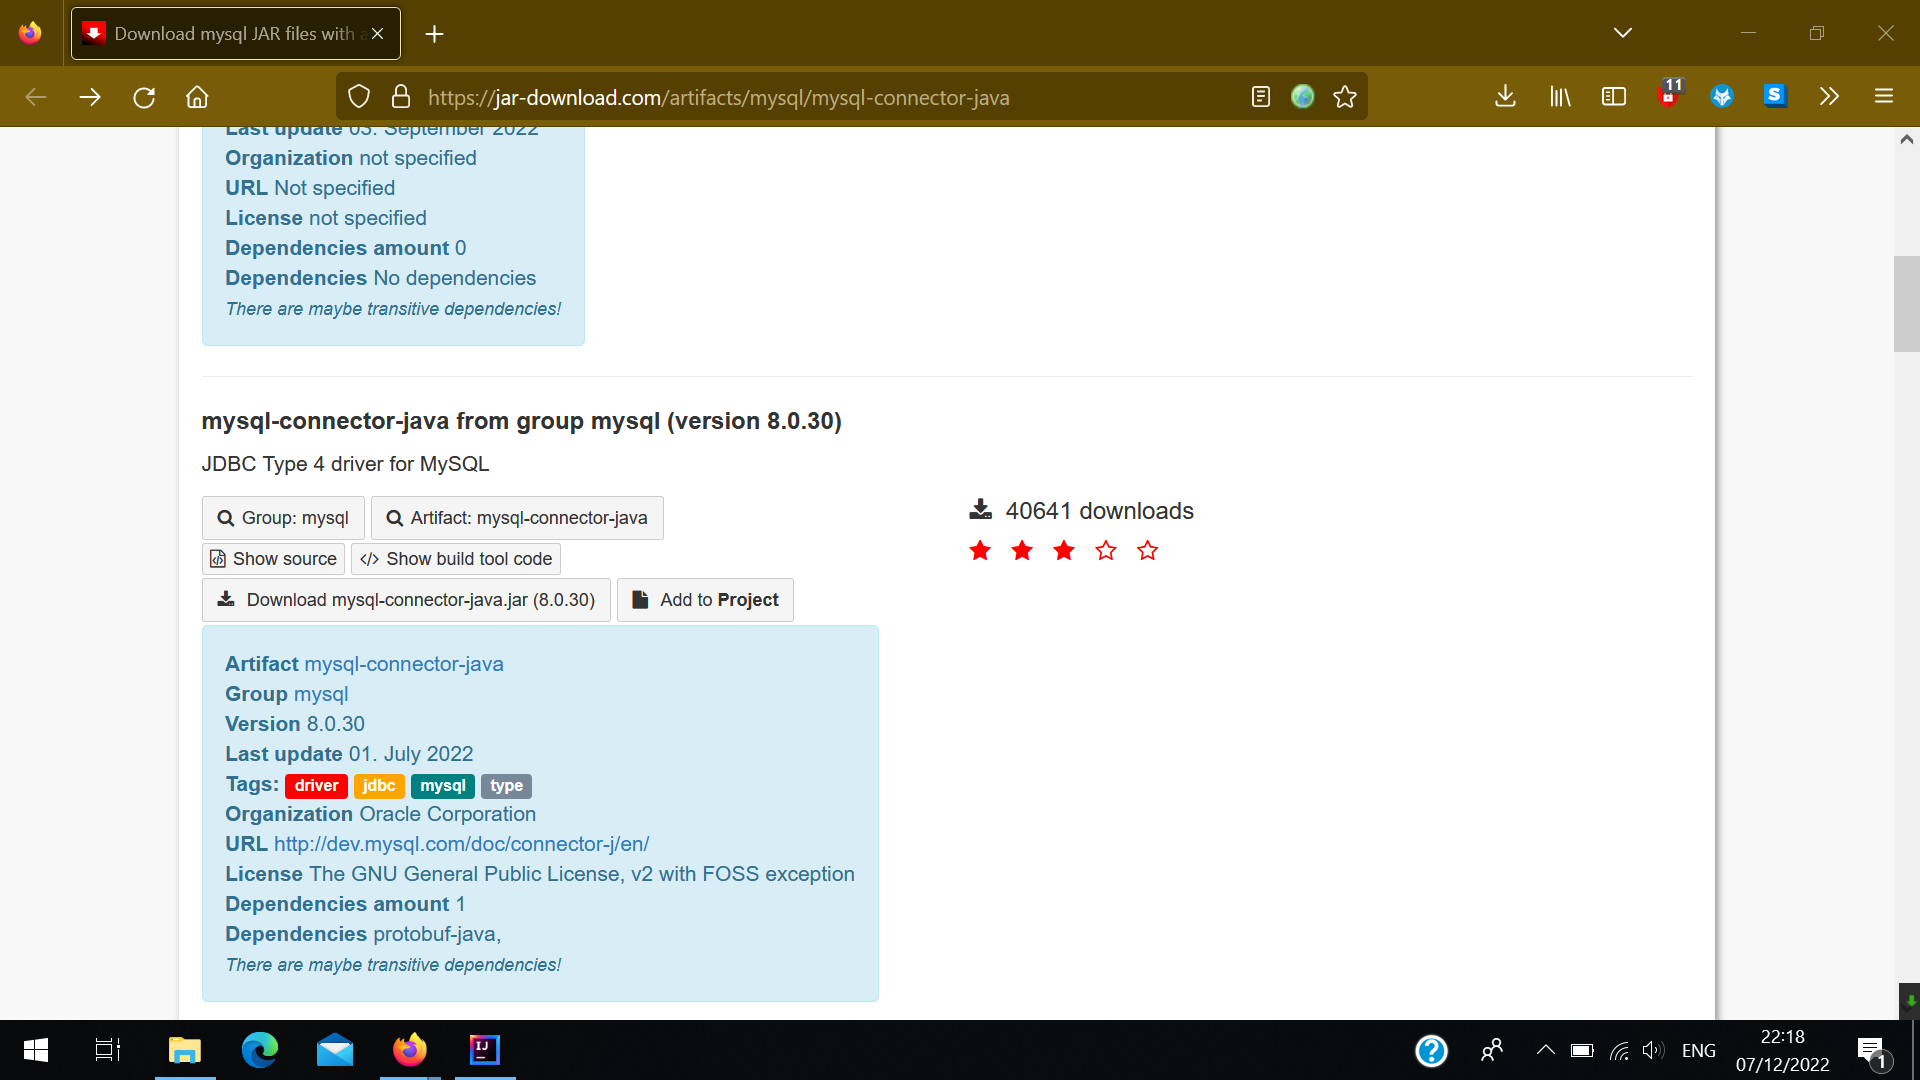 Download mysql JAR files with a
https://jar-download.com/artifacts/mysql/mysql-connector-java
11
Last update 03. September 2022
Organization not specified
URL Not specified
License not specified
Dependencies amount 0
Dependencies No dependencies
There are maybe transitive dependencies!
mysql-connector-java from group mysql (version 8.0.30)
JDBC Type 4 driver for MySQL
Group: mysql Artifact: mysql-connector-java
40641 downloads
Show source </> Show build tool code
Download mysql-connector-java.jar (8.0.30) Add to Project
Artifact mysql-connector-java
Group mysql
Version 8.0.30
Last update 01. July 2022
Tags: driver jdbc mysql type
Organization Oracle Corporation
URL http://dev.mysql.com/doc/connector-j/en/
License The GNU General Public License, v2 with FOSS exception
Dependencies amount 1
Dependencies protobuf-java,
There are maybe transitive dependencies!
IJ
ENG
22:18
07/12/2022
1